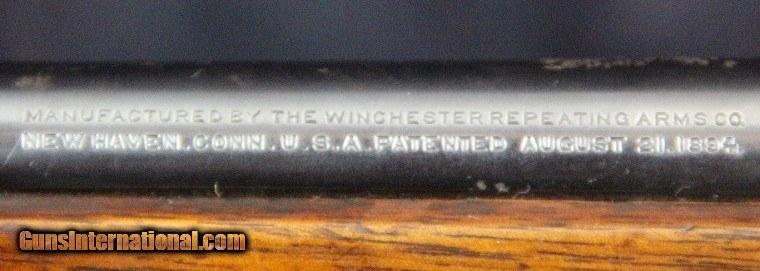 MANUFACTURED BY THE WINCHESTER REPEATING ARMS CO.
NEW HAVEN. CONN. U.S.A. PATENTED AUGUST 21. 1894.
GunsInternational.com